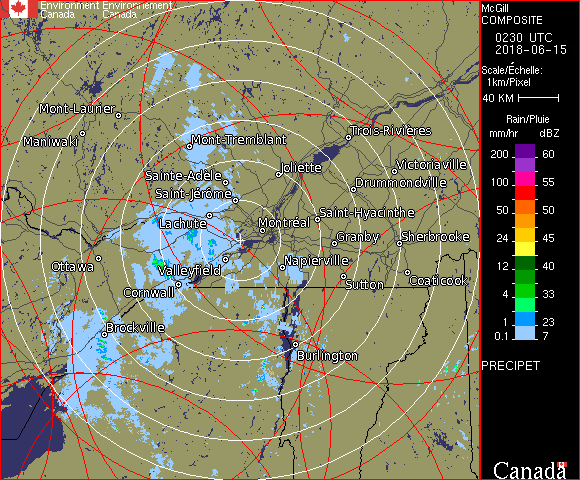 Environment Environnement
Canada Canada
McGill
COMPOSITE
0230 UTC
2018-06-15
Scale/Échelle:
1km/Pixel
40 KM
Rain/Pluie
mm/hr dBZ
200 60
100 55
50 50
24 45
12 40
4 33
1 23
0.1 7
PRECIPET
Canada
Mont-Laurier
Maniwaki
Mont-Tremblant
Trois-Rivières
Joliette
Victoriaville
Sainte-Adèle
Drummondville
Saint-Jérôme
Saint-Hyacinthe
Lachute
Montréal
Granby
Sherbrooke
Ottawa
Valleyfield
Napierville
Sutton
Coaticook
Cornwall
Brockville
Burlington